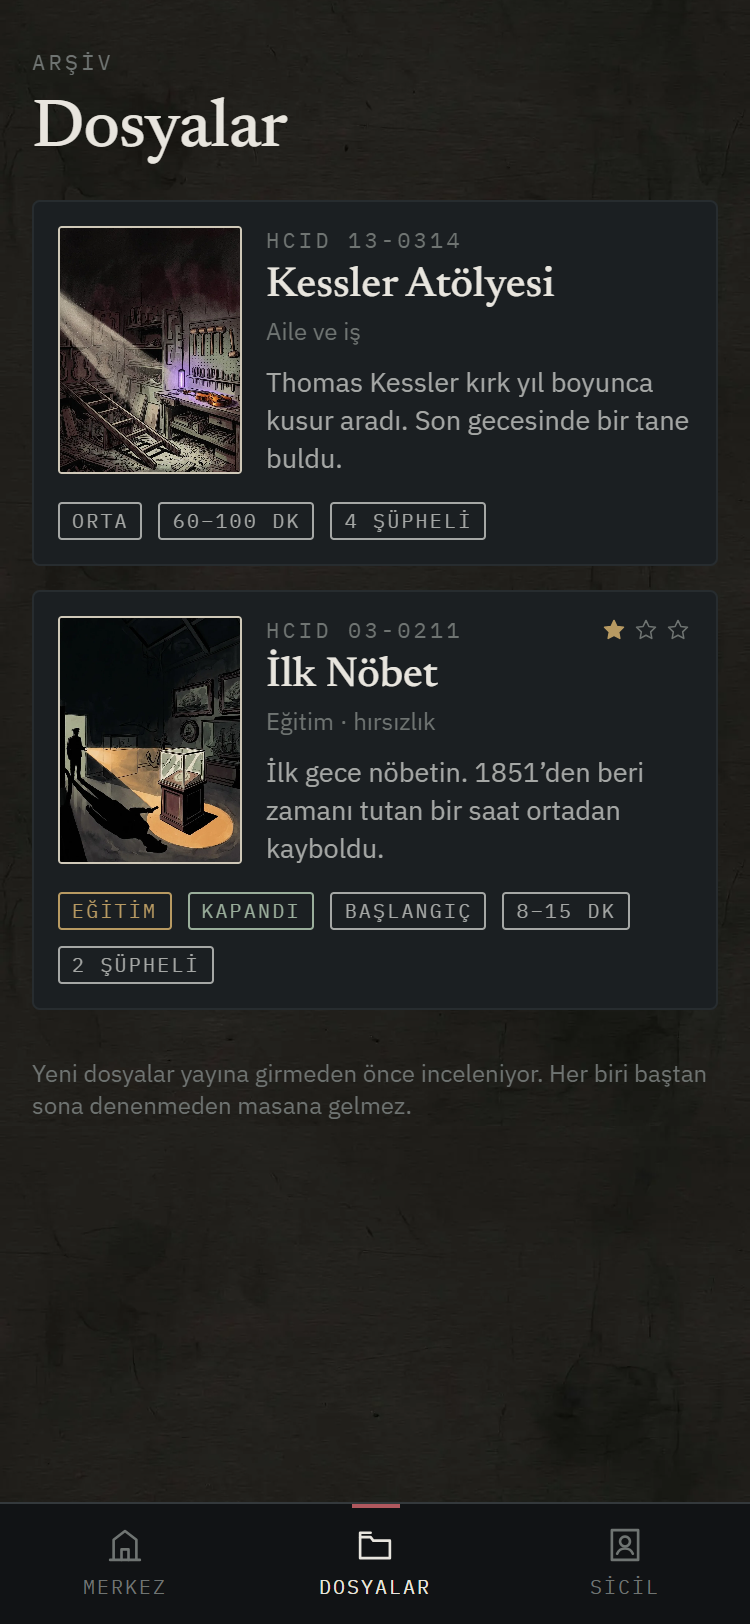 ARŞİV
Dosyalar
HCID 13-0314
Kessler Atölyesi
Aile ve iş
Thomas Kessler kırk yıl boyunca
kusur aradı. Son gecesinde bir tane
buldu.
ORTA
60–100 DK
4 ŞÜPHELİ
HCID 03-0211
İlk Nöbet
Eğitim · hırsızlık
İlk gece nöbetin. 1851’den beri
zamanı tutan bir saat ortadan
kayboldu.
EĞİTİM
KAPANDI
BAŞLANGIÇ
8–15 DK
2 ŞÜPHELİ
Yeni dosyalar yayına girmeden önce inceleniyor. Her biri baştan
sona denenmeden masana gelmez.
MERKEZ
DOSYALAR
SİCİL